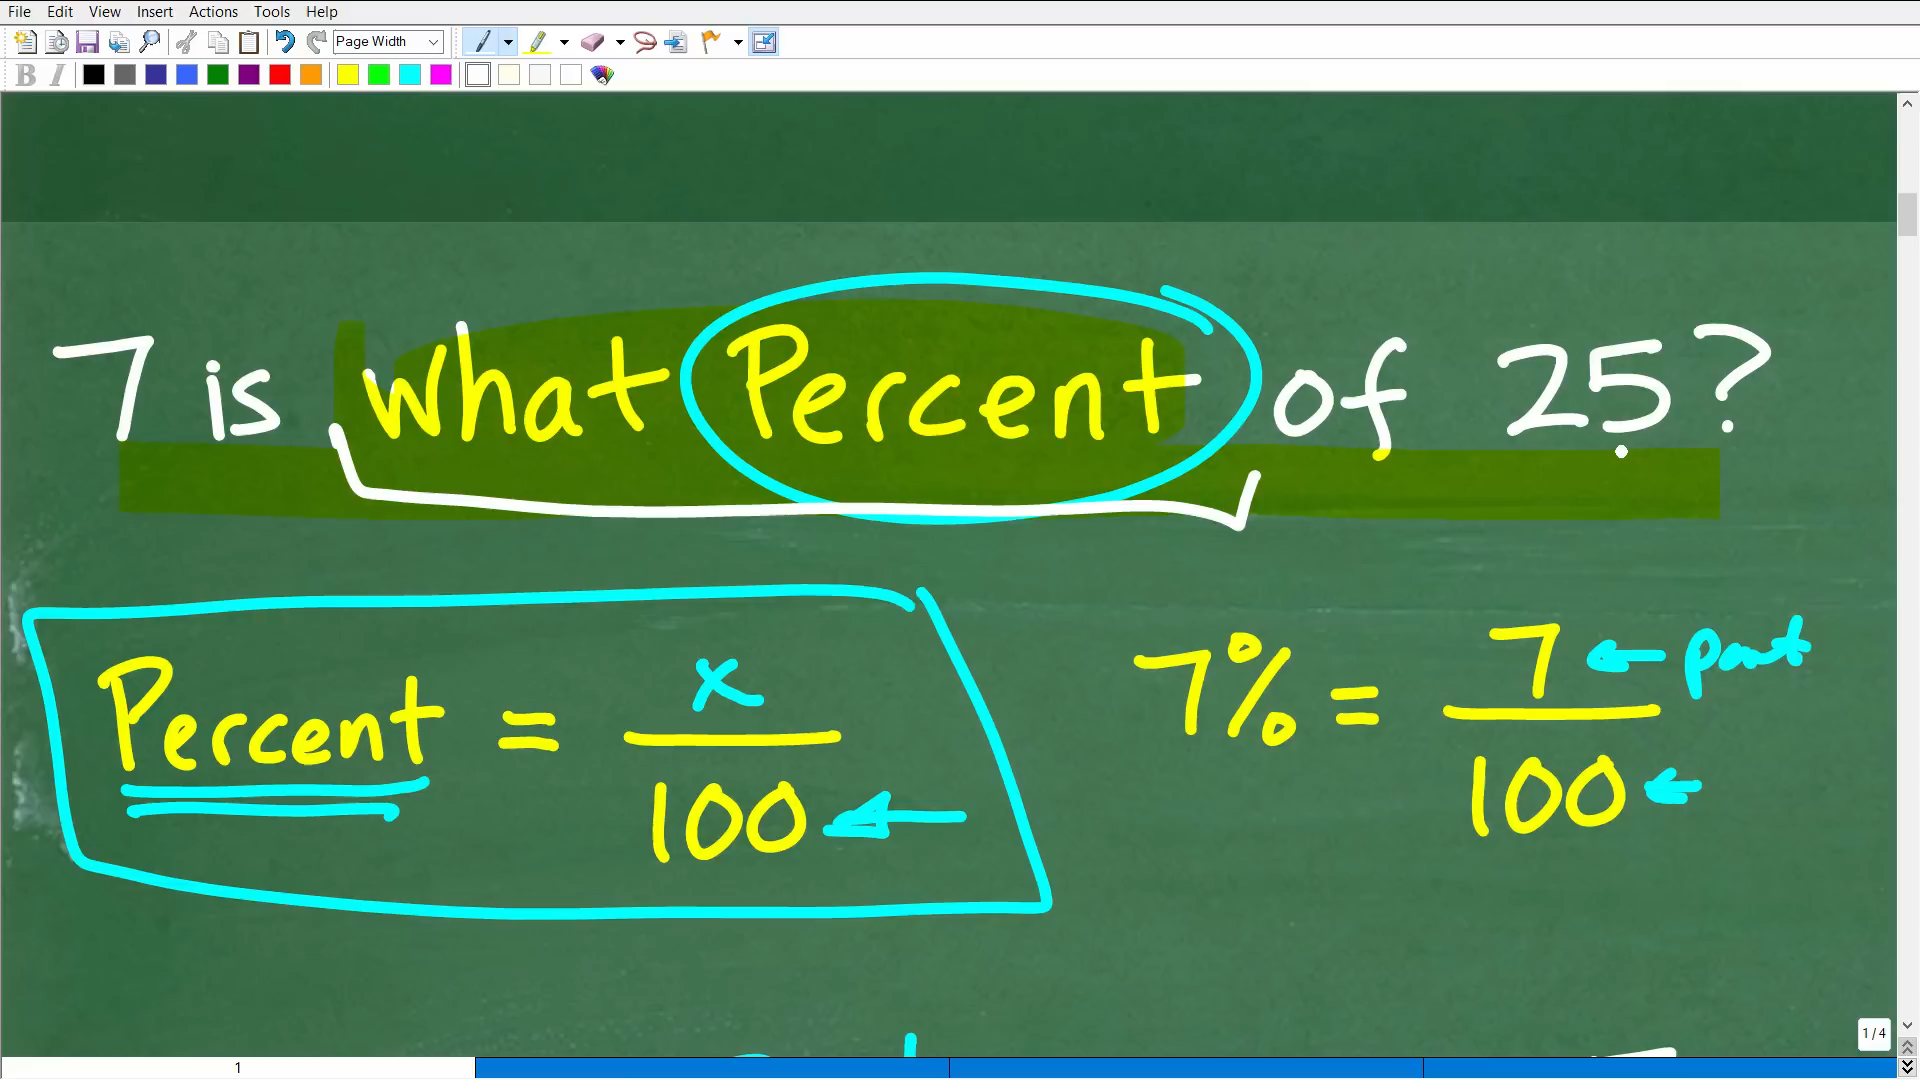 File Edit View Insert Actions Tools Help
Page Width
B I
7 is what Percent of 25?
Percent = x/100
7% = 7/100 ← part
←
←
1/4
1